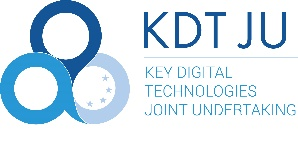 KDT JU
KEY DIGITAL
TECHNOLOGIES
JOINT UNDERTAKING